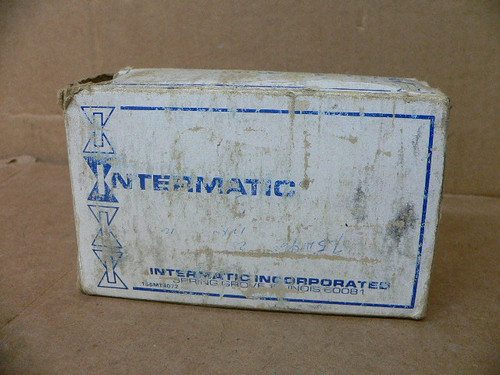 INTERMATIC
INTERMATIC INCORPORATED
SPRING GROVE ILLINOIS 60081